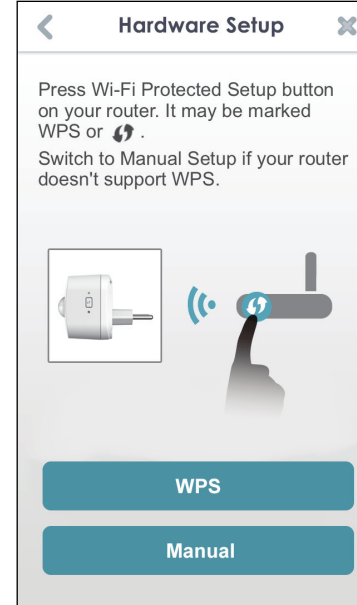 Hardware Setup
Press Wi-Fi Protected Setup button
on your router. It may be marked
WPS or .
Switch to Manual Setup if your router
doesn't support WPS.
WPS
Manual